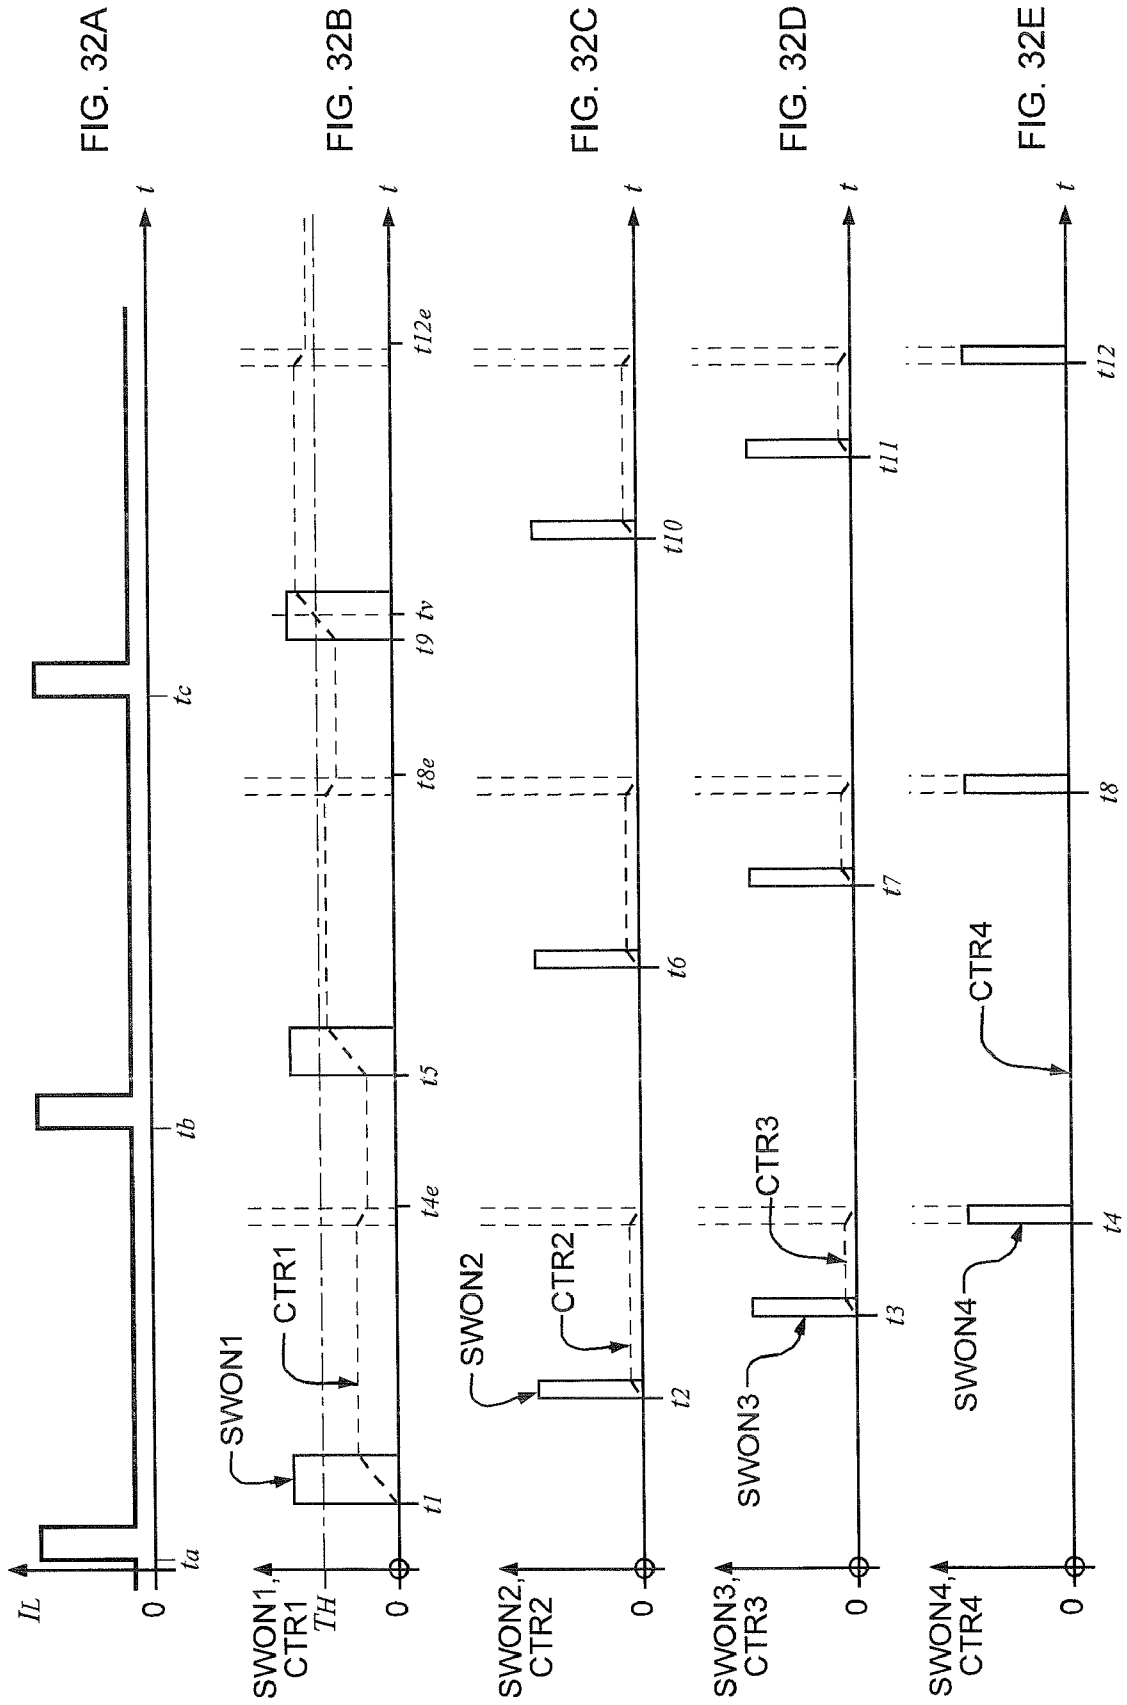 FIG. 32A
I_L
0
ta
tb
tc
t
FIG. 32B
SWON1,
CTR1
T_H
0
SWON1
CTR1
t1
t4e
t5
t8e
t9
tv
t12e
t
FIG. 32C
SWON2,
CTR2
0
SWON2
CTR2
t2
t6
t10
t
FIG. 32D
SWON3,
CTR3
0
SWON3
CTR3
t3
t7
t11
t
FIG. 32E
SWON4,
CTR4
0
SWON4
CTR4
t4
t8
t12
t